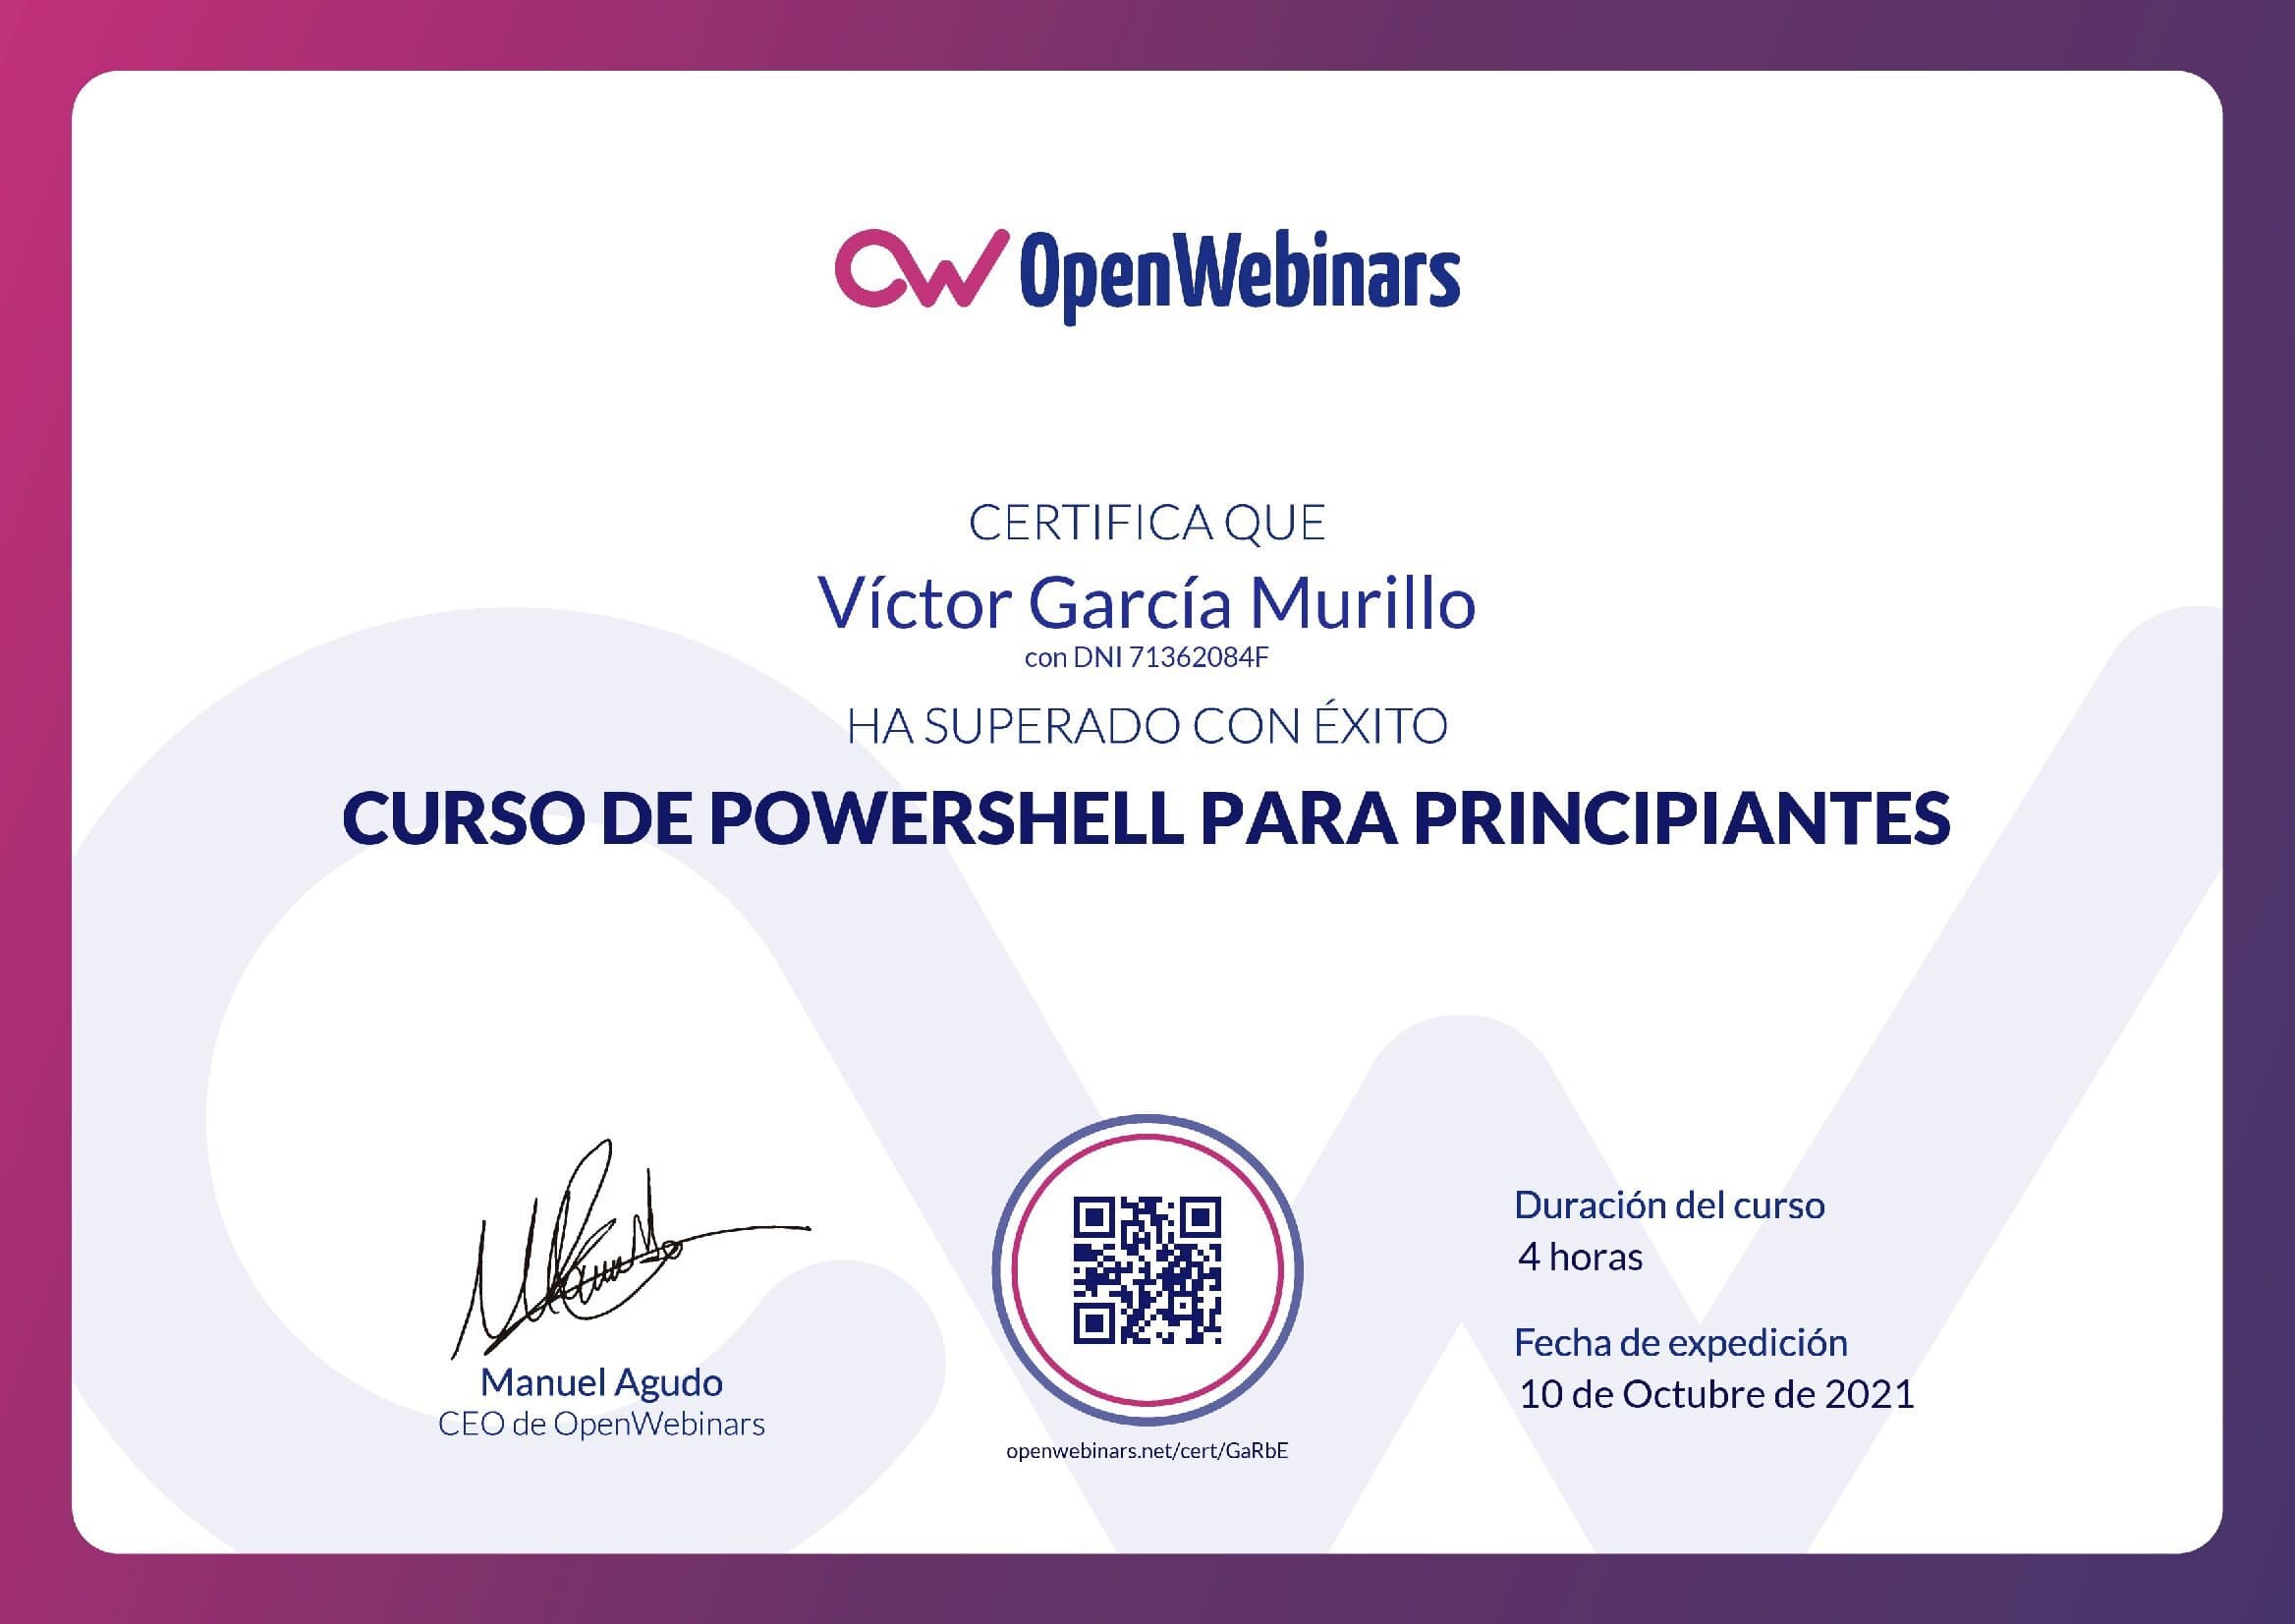 OpenWebinars
CERTIFICA QUE
Víctor García Murillo
con DNI 71362084F
HA SUPERADO CON ÉXITO
CURSO DE POWERSHELL PARA PRINCIPIANTES
Manuel Agudo
CEO de OpenWebinars
openwebinars.net/cert/GaRbE
Duración del curso
4 horas
Fecha de expedición
10 de Octubre de 2021